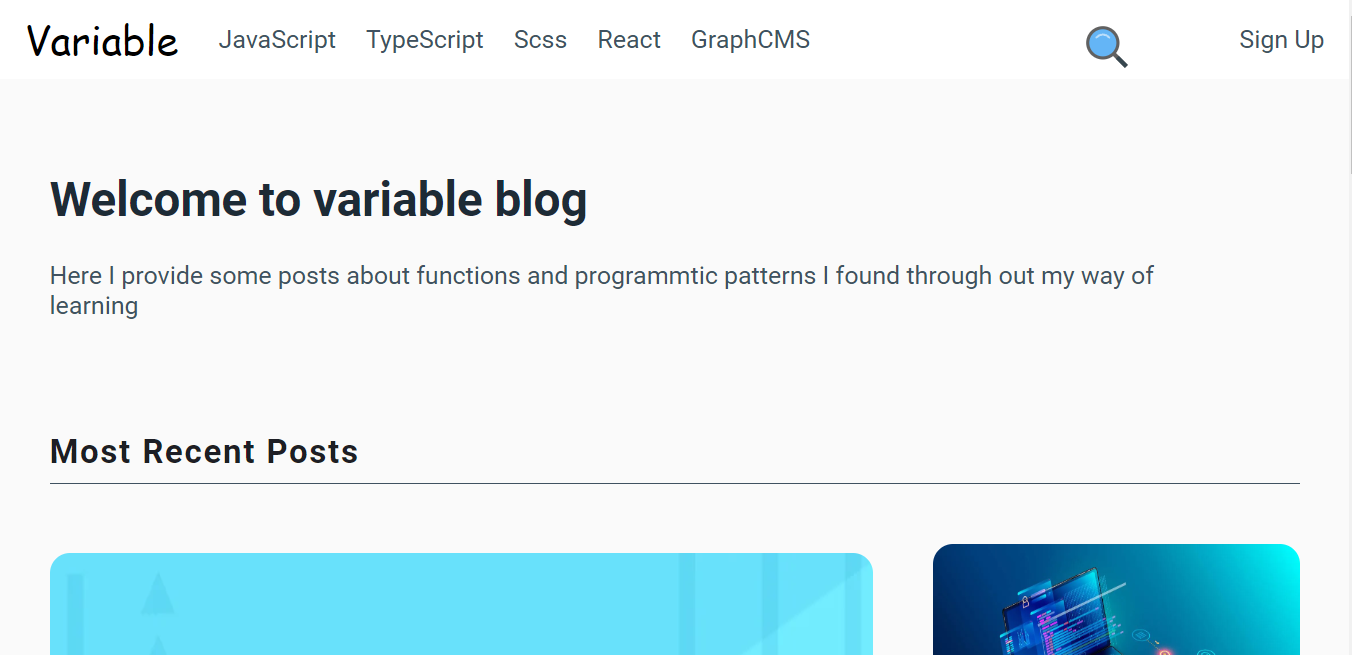 Variable JavaScript TypeScript Scss React GraphCMS Sign Up
Welcome to variable blog
Here I provide some posts about functions and programmtic patterns I found through out my way of
learning
Most Recent Posts